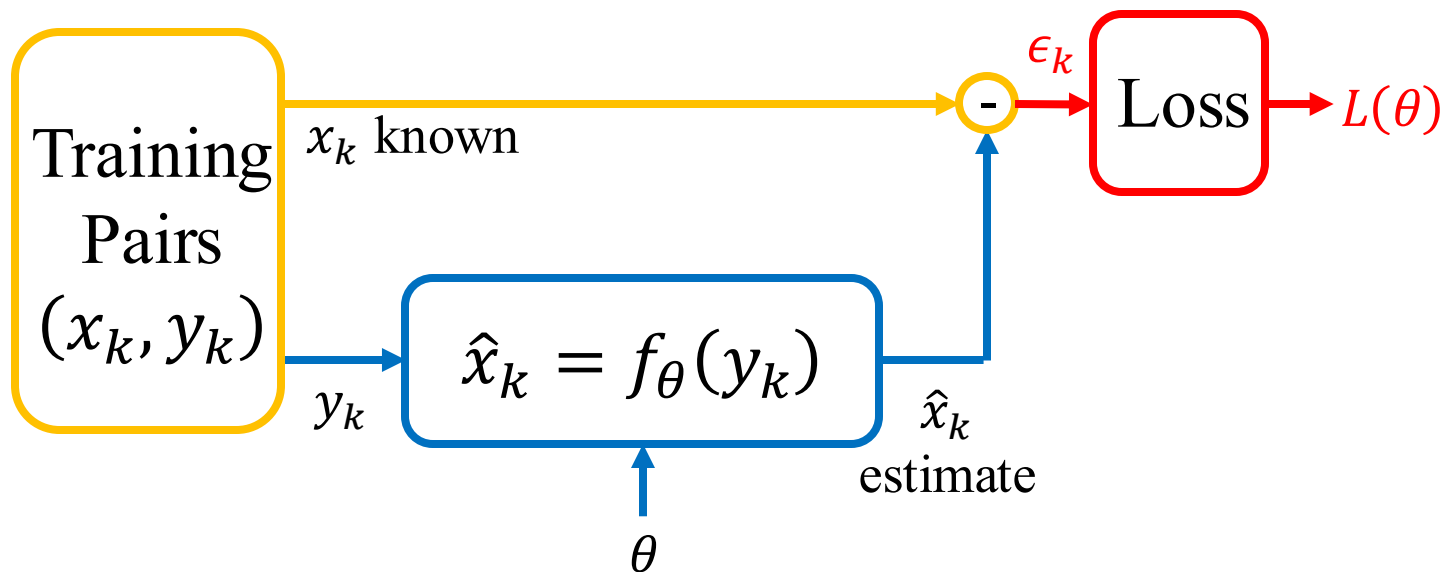 Training
Pairs
(x_k, y_k)
x_k known
y_k
x̂_k = f_θ(y_k)
θ
x̂_k
estimate
-
ϵ_k
Loss
L(θ)